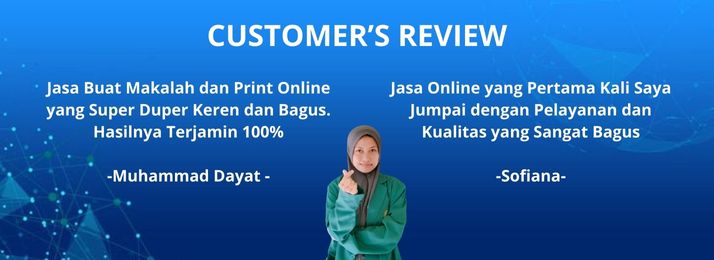 CUSTOMER’S REVIEW
Jasa Buat Makalah dan Print Online
yang Super Duper Keren dan Bagus.
Hasilnya Terjamin 100%
-Muhammad Dayat -
Jasa Online yang Pertama Kali Saya
Jumpai dengan Pelayanan dan
Kualitas yang Sangat Bagus
-Sofiana-